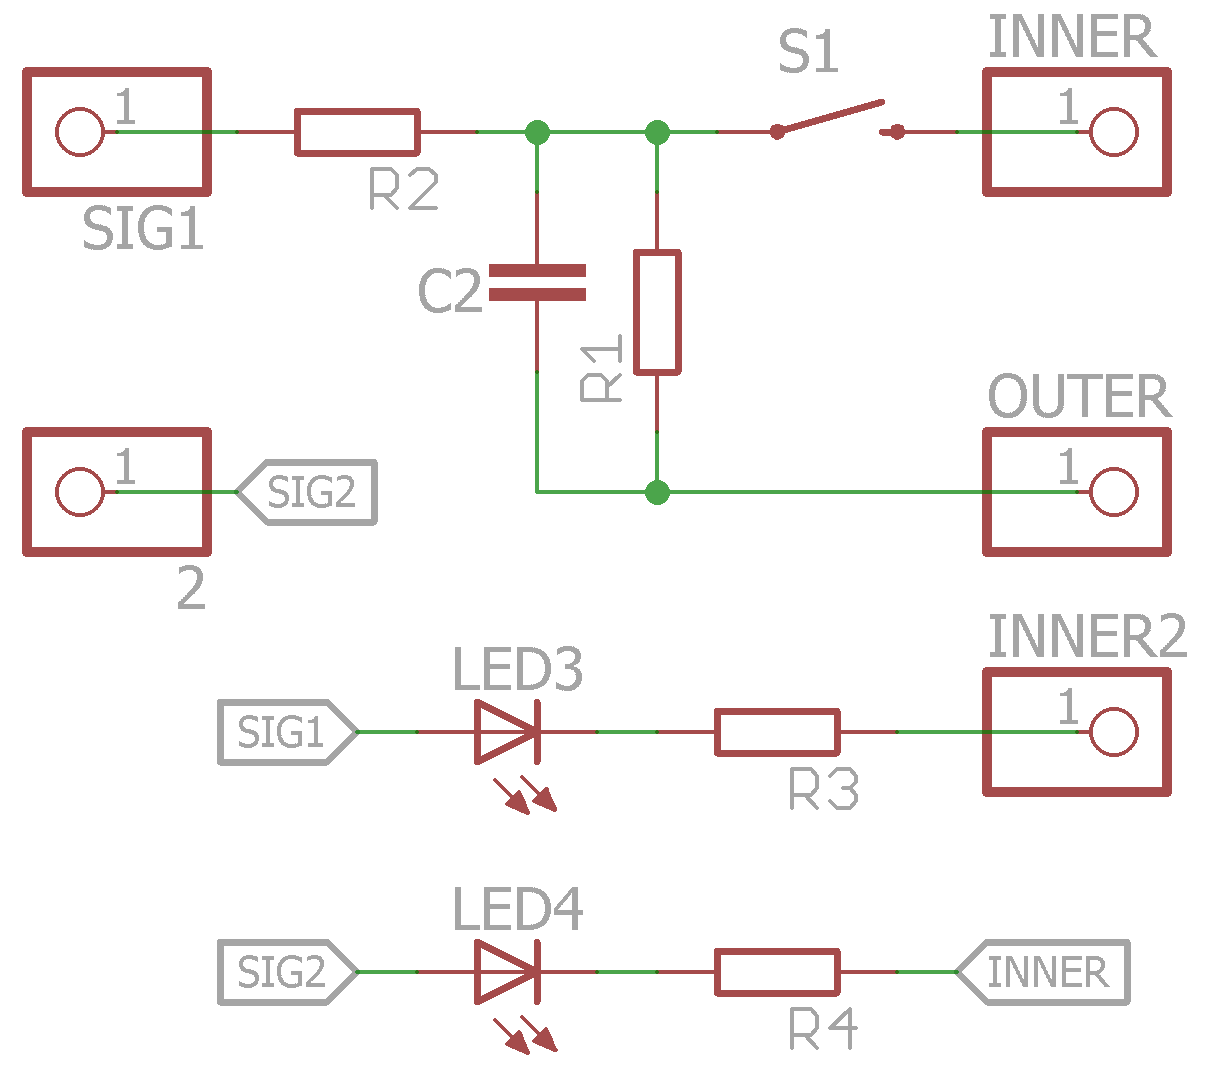 INNER
S1
1
1
R2
SIG1
C2
R1
OUTER
1
SIG2
1
2
INNER2
LED3
1
SIG1
R3
LED4
SIG2
INNER
R4